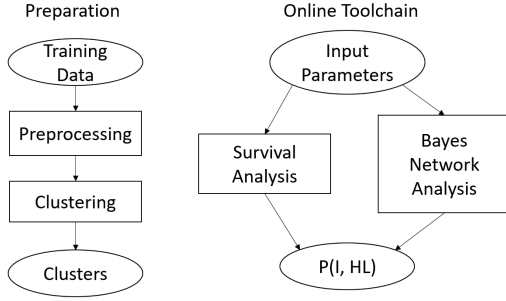 Preparation
Training
Data
Preprocessing
Clustering
Clusters
Online Toolchain
Input
Parameters
Survival
Analysis
Bayes
Network
Analysis
P(I, HL)